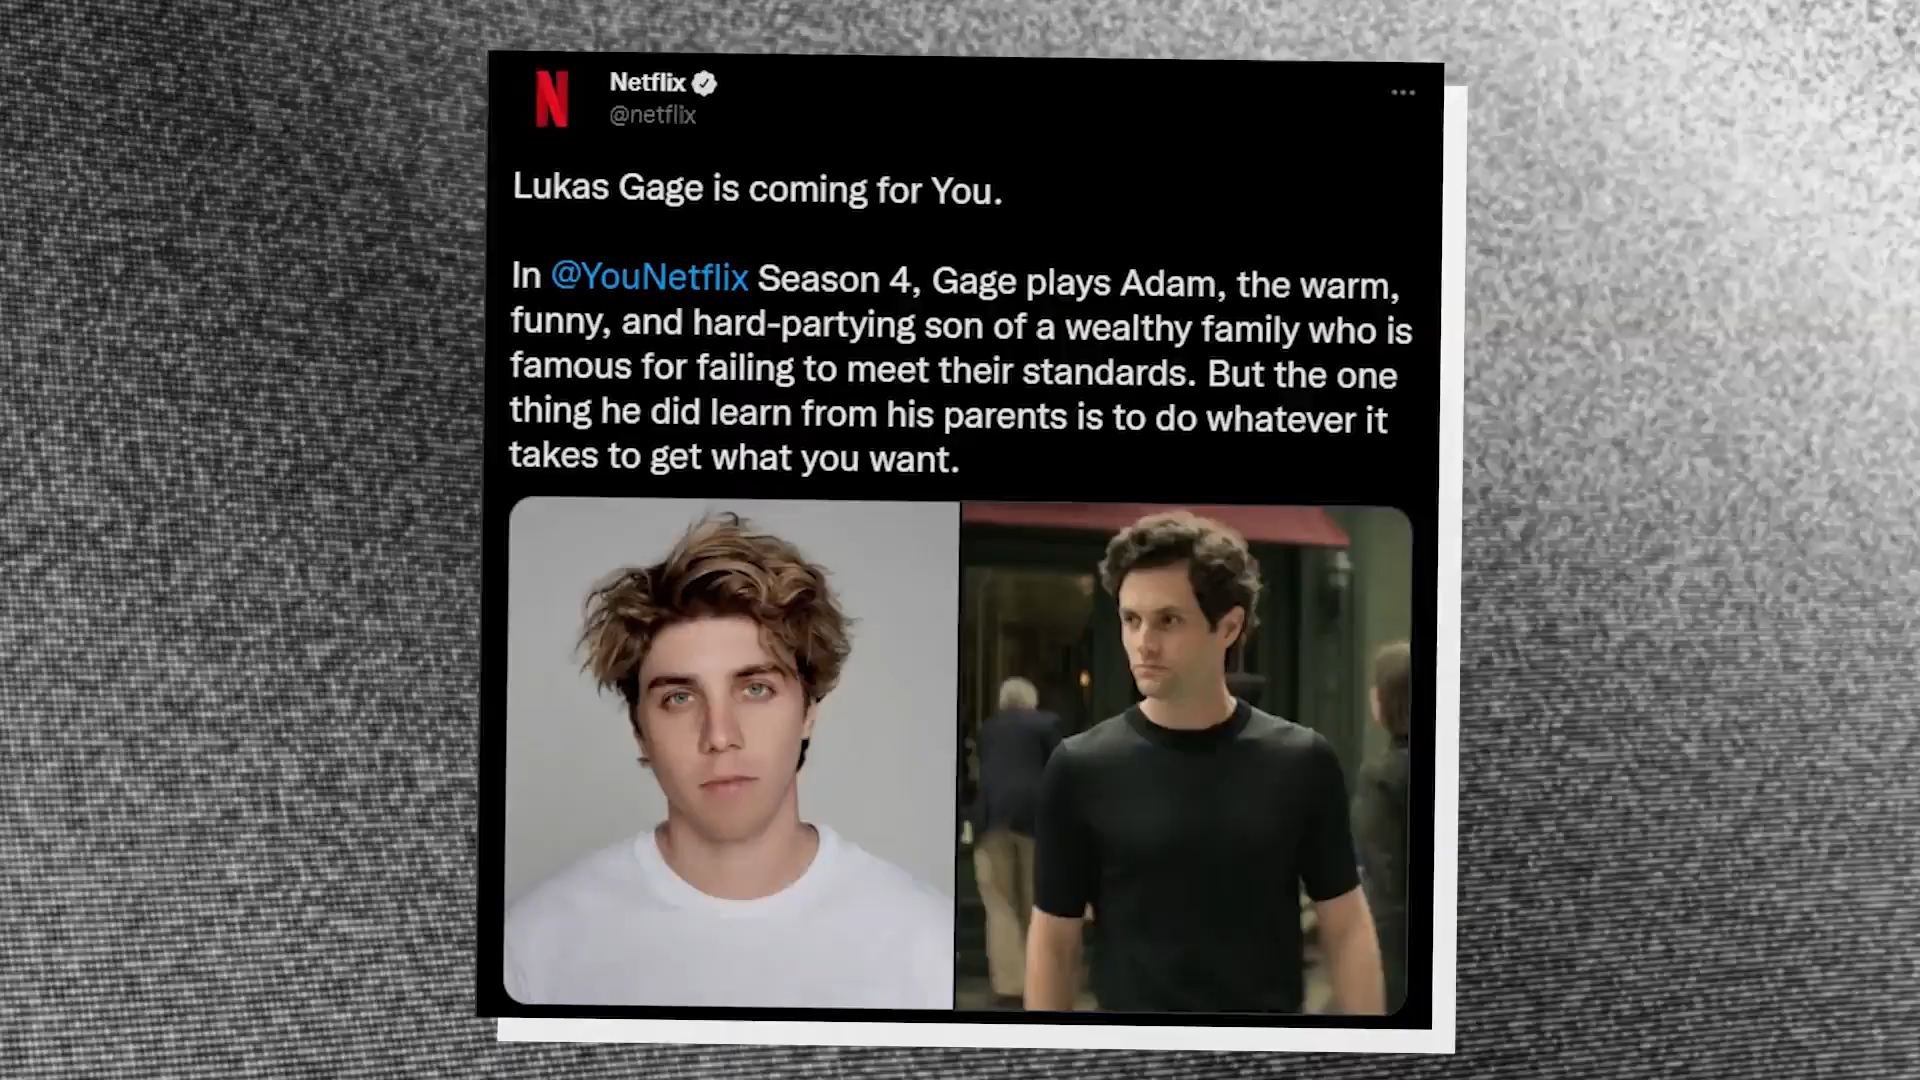 N
Netflix
@netflix
Lukas Gage is coming for You.
In @YouNetflix Season 4, Gage plays Adam, the warm,
funny, and hard-partying son of a wealthy family who is
famous for failing to meet their standards. But the one
thing he did learn from his parents is to do whatever it
takes to get what you want.